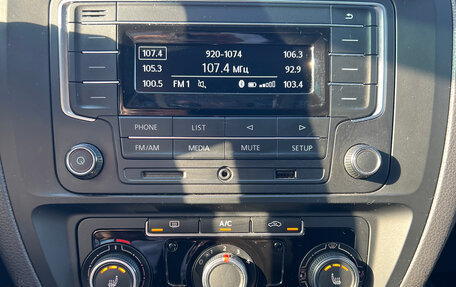 107.4 920-1074 106.3
105.3 107.4 МГц 92.9
100.5 FM 1 103.4
PHONE LIST
FM/AM MEDIA MUTE SETUP
A/C